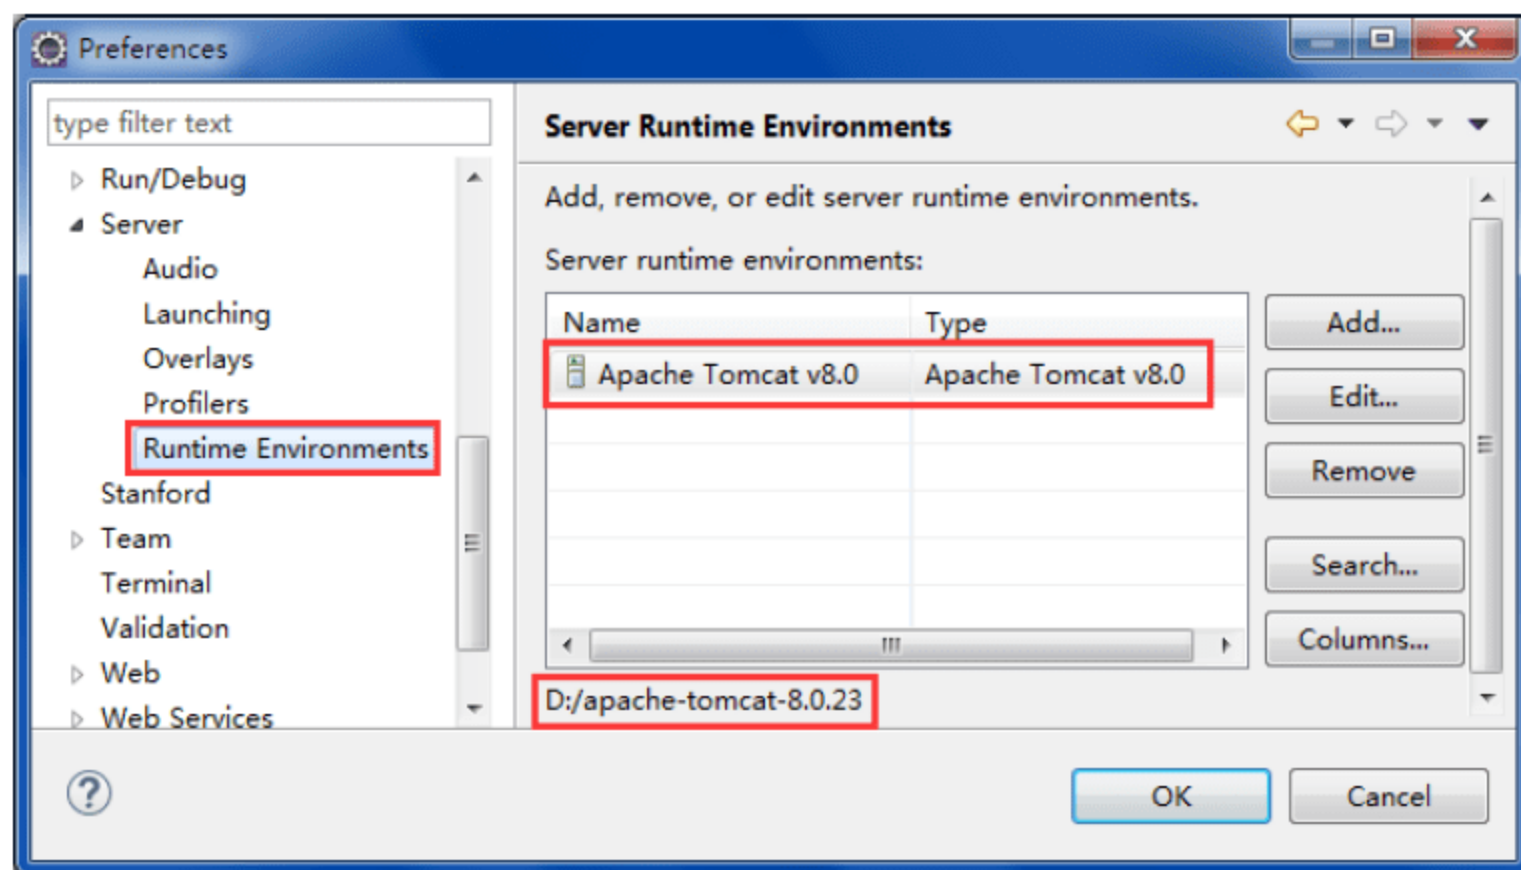 Preferences
type filter text
Run/Debug
Server
Audio
Launching
Overlays
Profilers
Runtime Environments
Stanford
Team
Terminal
Validation
Web
Web Services
Server Runtime Environments
Add, remove, or edit server runtime environments.
Server runtime environments:
Name Type
Apache Tomcat v8.0 Apache Tomcat v8.0
Add...
Edit...
Remove
Search...
Columns...
D:/apache-tomcat-8.0.23
?
OK Cancel